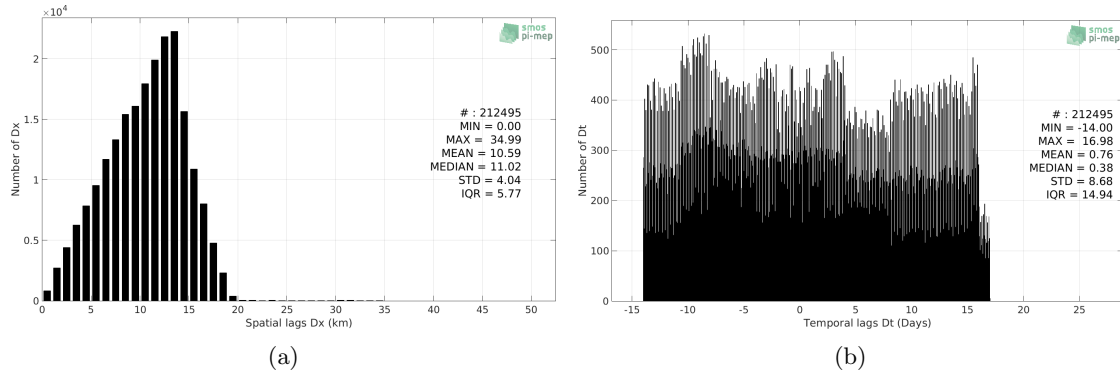 ×10⁴
2
1.5
1
0.5
0
Number of Dx
0 5 10 15 20 25 30 35 40 45 50
Spatial lags Dx (km)
smos
pi-mep
# : 212495
MIN = 0.00
MAX = 34.99
MEAN = 10.59
MEDIAN = 11.02
STD = 4.04
IQR = 5.77
(a)
500
400
300
200
100
0
Number of Dt
-15 -10 -5 0 5 10 15 20 25
Temporal lags Dt (Days)
smos
pi-mep
# : 212495
MIN = -14.00
MAX = 16.98
MEAN = 0.76
MEDIAN = 0.38
STD = 8.68
IQR = 14.94
(b)